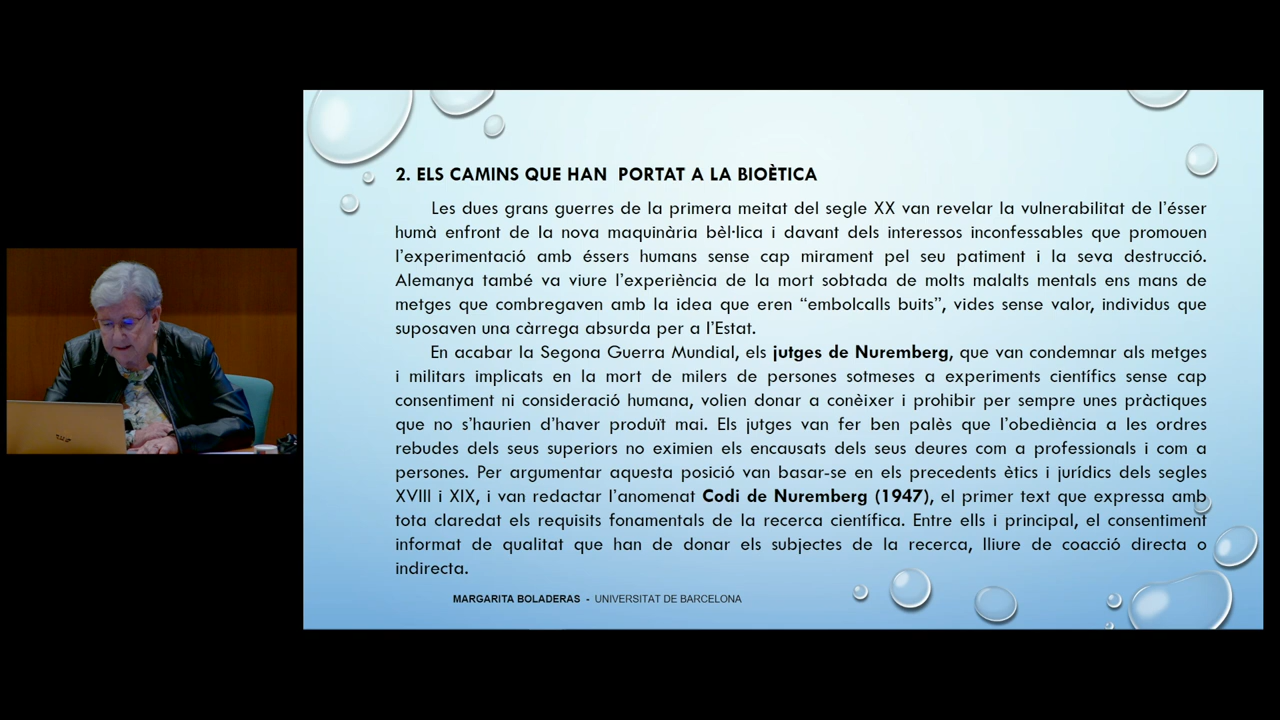 2. ELS CAMINS QUE HAN PORTAT A LA BIOÈTICA
Les dues grans guerres de la primera meitat del segle XX van revelar la vulnerabilitat de l’ésser
humà enfront de la nova maquinària bèl·lica i davant dels interessos inconfessables que promouen
l’experimentació amb éssers humans sense cap mirament pel seu patiment i la seva destrucció.
Alemanya també va viure l’experiència de la mort sobtada de molts malalts mentals ens mans de
metges que combregaven amb la idea que eren “embolcalls buits”, vides sense valor, individus que
suposaven una càrrega absurda per a l’Estat.
En acabar la Segona Guerra Mundial, els jutges de Nuremberg, que van condemnar als metges
i militars implicats en la mort de milers de persones sotmeses a experiments científics sense cap
consentiment ni consideració humana, volien donar a conèixer i prohibir per sempre unes pràctiques
que no s’haurien d’haver produït mai. Els jutges van fer ben palès que l’obediència a les ordres
rebudes dels seus superiors no eximien els encausats dels seus deures com a professionals i com a
persones. Per argumentar aquesta posició van basar-se en els precedents ètics i jurídics dels segles
XVIII i XIX, i van redactar l’anomenat Codi de Nuremberg (1947), el primer text que expressa amb
tota claredat els requisits fonamentals de la recerca científica. Entre ells i principal, el consentiment
informat de qualitat que han de donar els subjectes de la recerca, lliure de coacció directa o
indirecta.
MARGARITA BOLADERAS - UNIVERSITAT DE BARCELONA